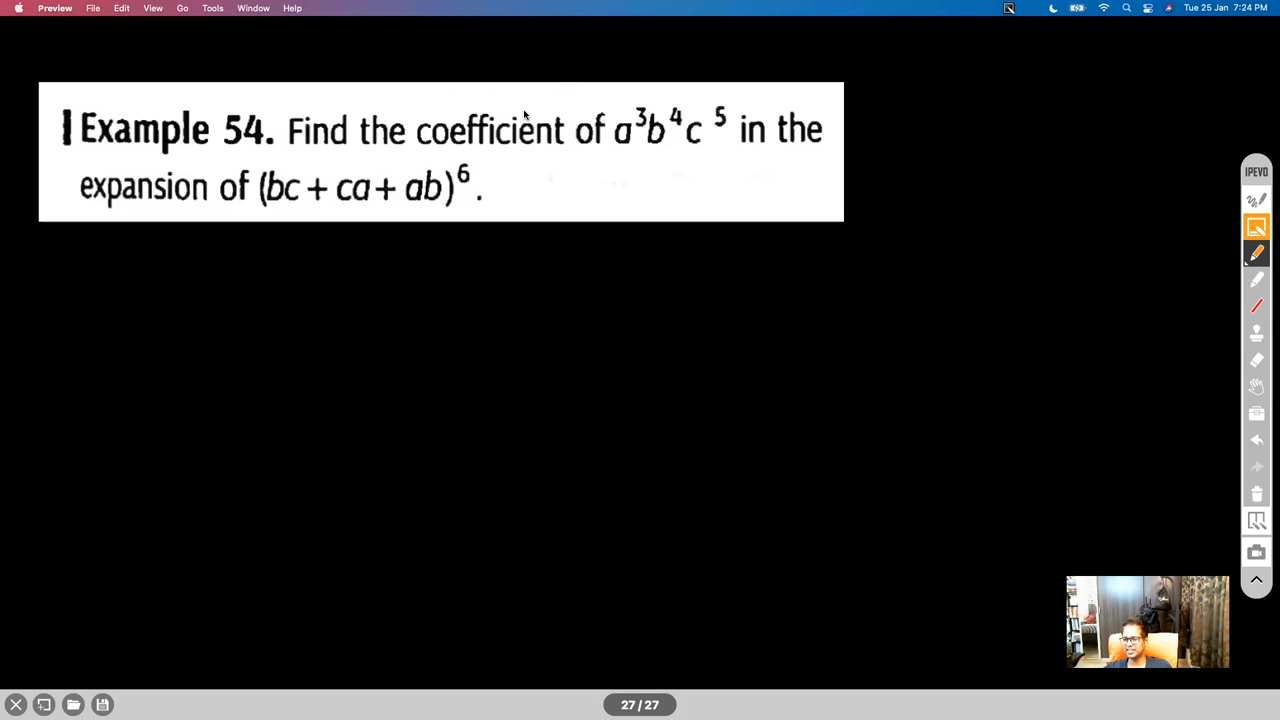 Preview File Edit View Go Tools Window Help Tue 25 Jan 7:24 PM
Example 54. Find the coefficient of a³b⁴c⁵ in the
expansion of (bc + ca + ab)⁶.
IPEVO
27 / 27